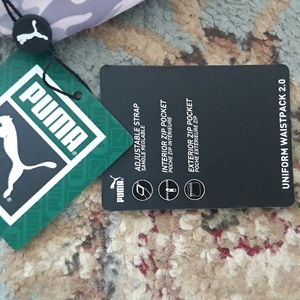 PUMA
PUMA
ADJUSTABLE STRAP
SANGLE RÉGLABLE
INTERIOR ZIP POCKET
POCHE ZIP INTÉRIEURE
EXTERIOR ZIP POCKET
POCHE EXTÉRIEURE ZIP
UNIFORM WAISTPACK 2.0